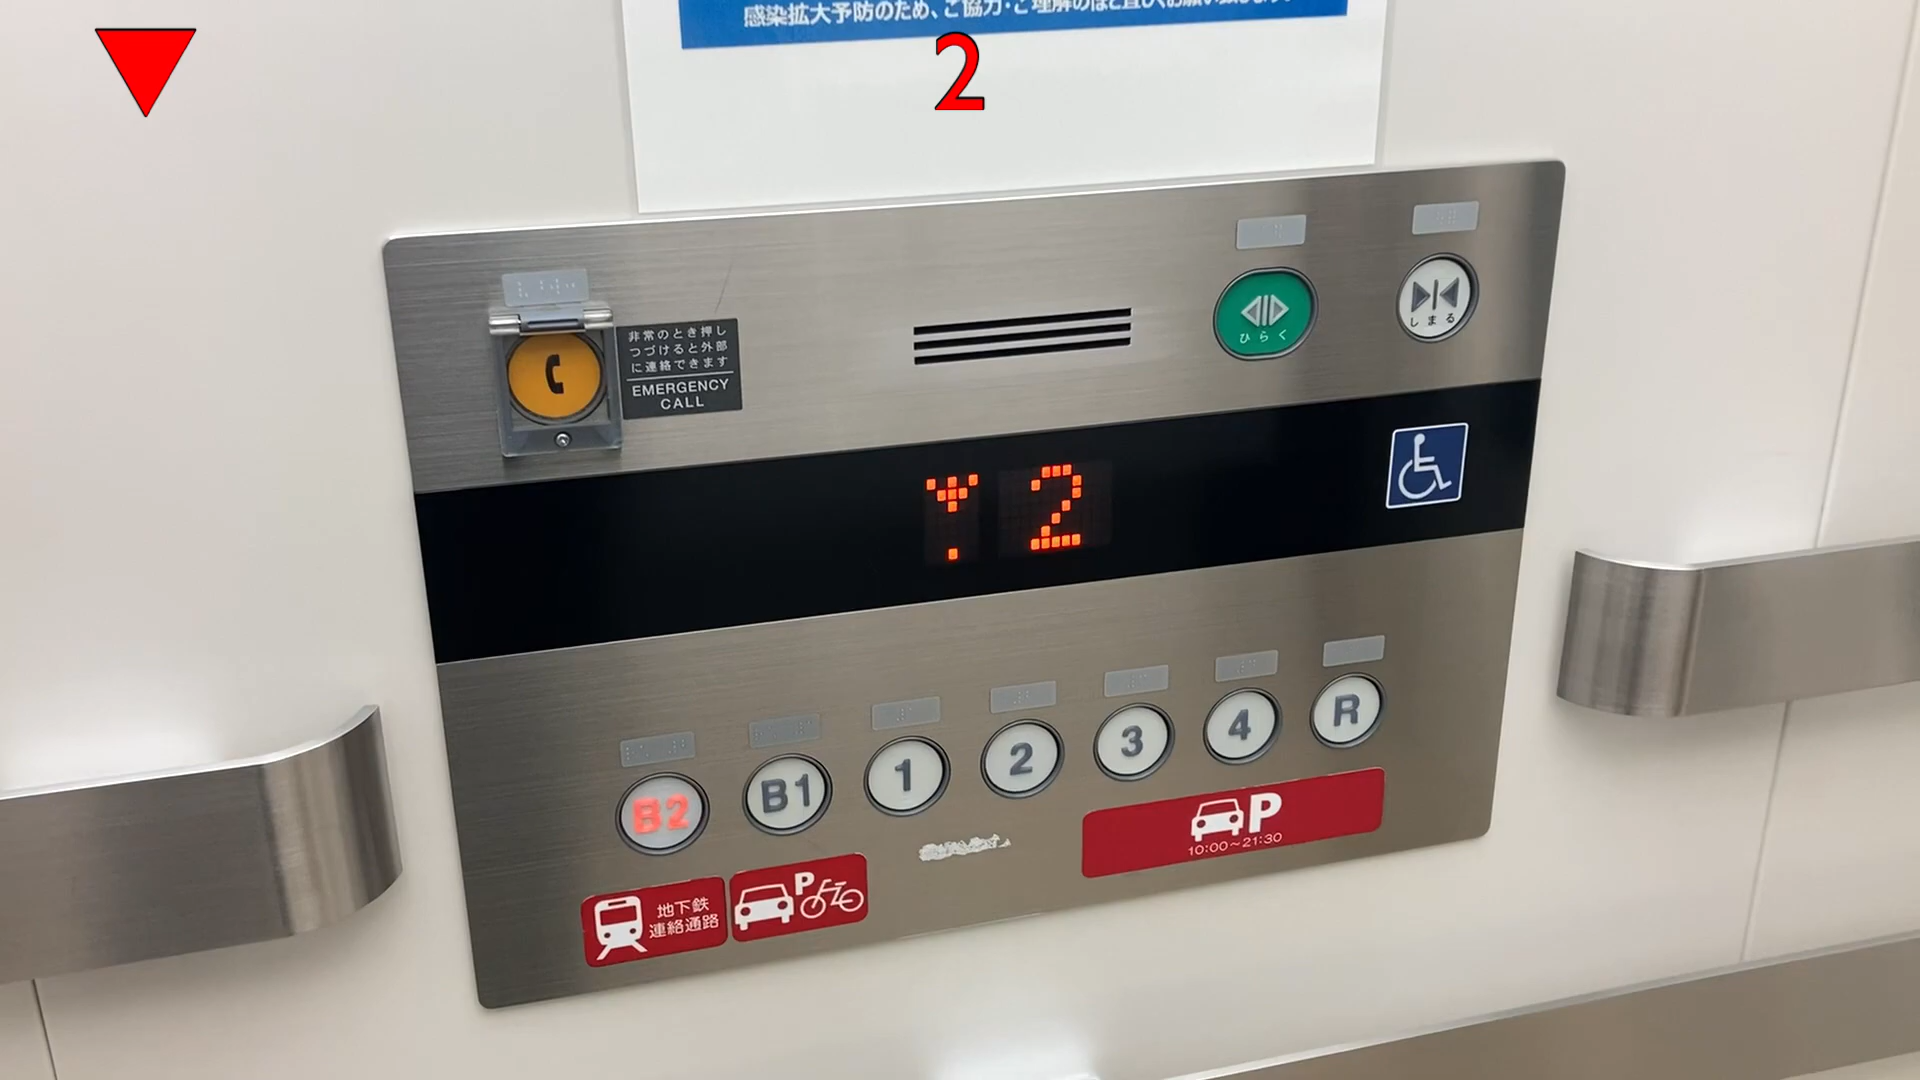 感染拡大予防のため、ご協力・ご理解のほど宜しくお願い致します。
2
非常のとき押し
つづけると外部
に連絡できます
EMERGENCY
CALL
ひらく
しまる
2
B2 B1 1 2 3 4 R
P
10:00~21:30
地下鉄
連絡通路
P